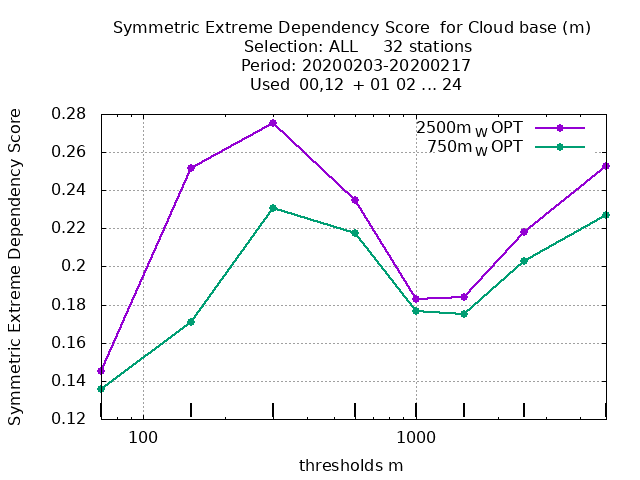 Symmetric Extreme Dependency Score  for Cloud base (m)
Selection: ALL     32 stations
Period: 20200203-20200217
Used  00,12  + 01 02 ... 24
Symmetric Extreme Dependency Score
0.28
0.26
0.24
0.22
0.2
0.18
0.16
0.14
0.12
2500m W OPT
750m W OPT
100
1000
thresholds m